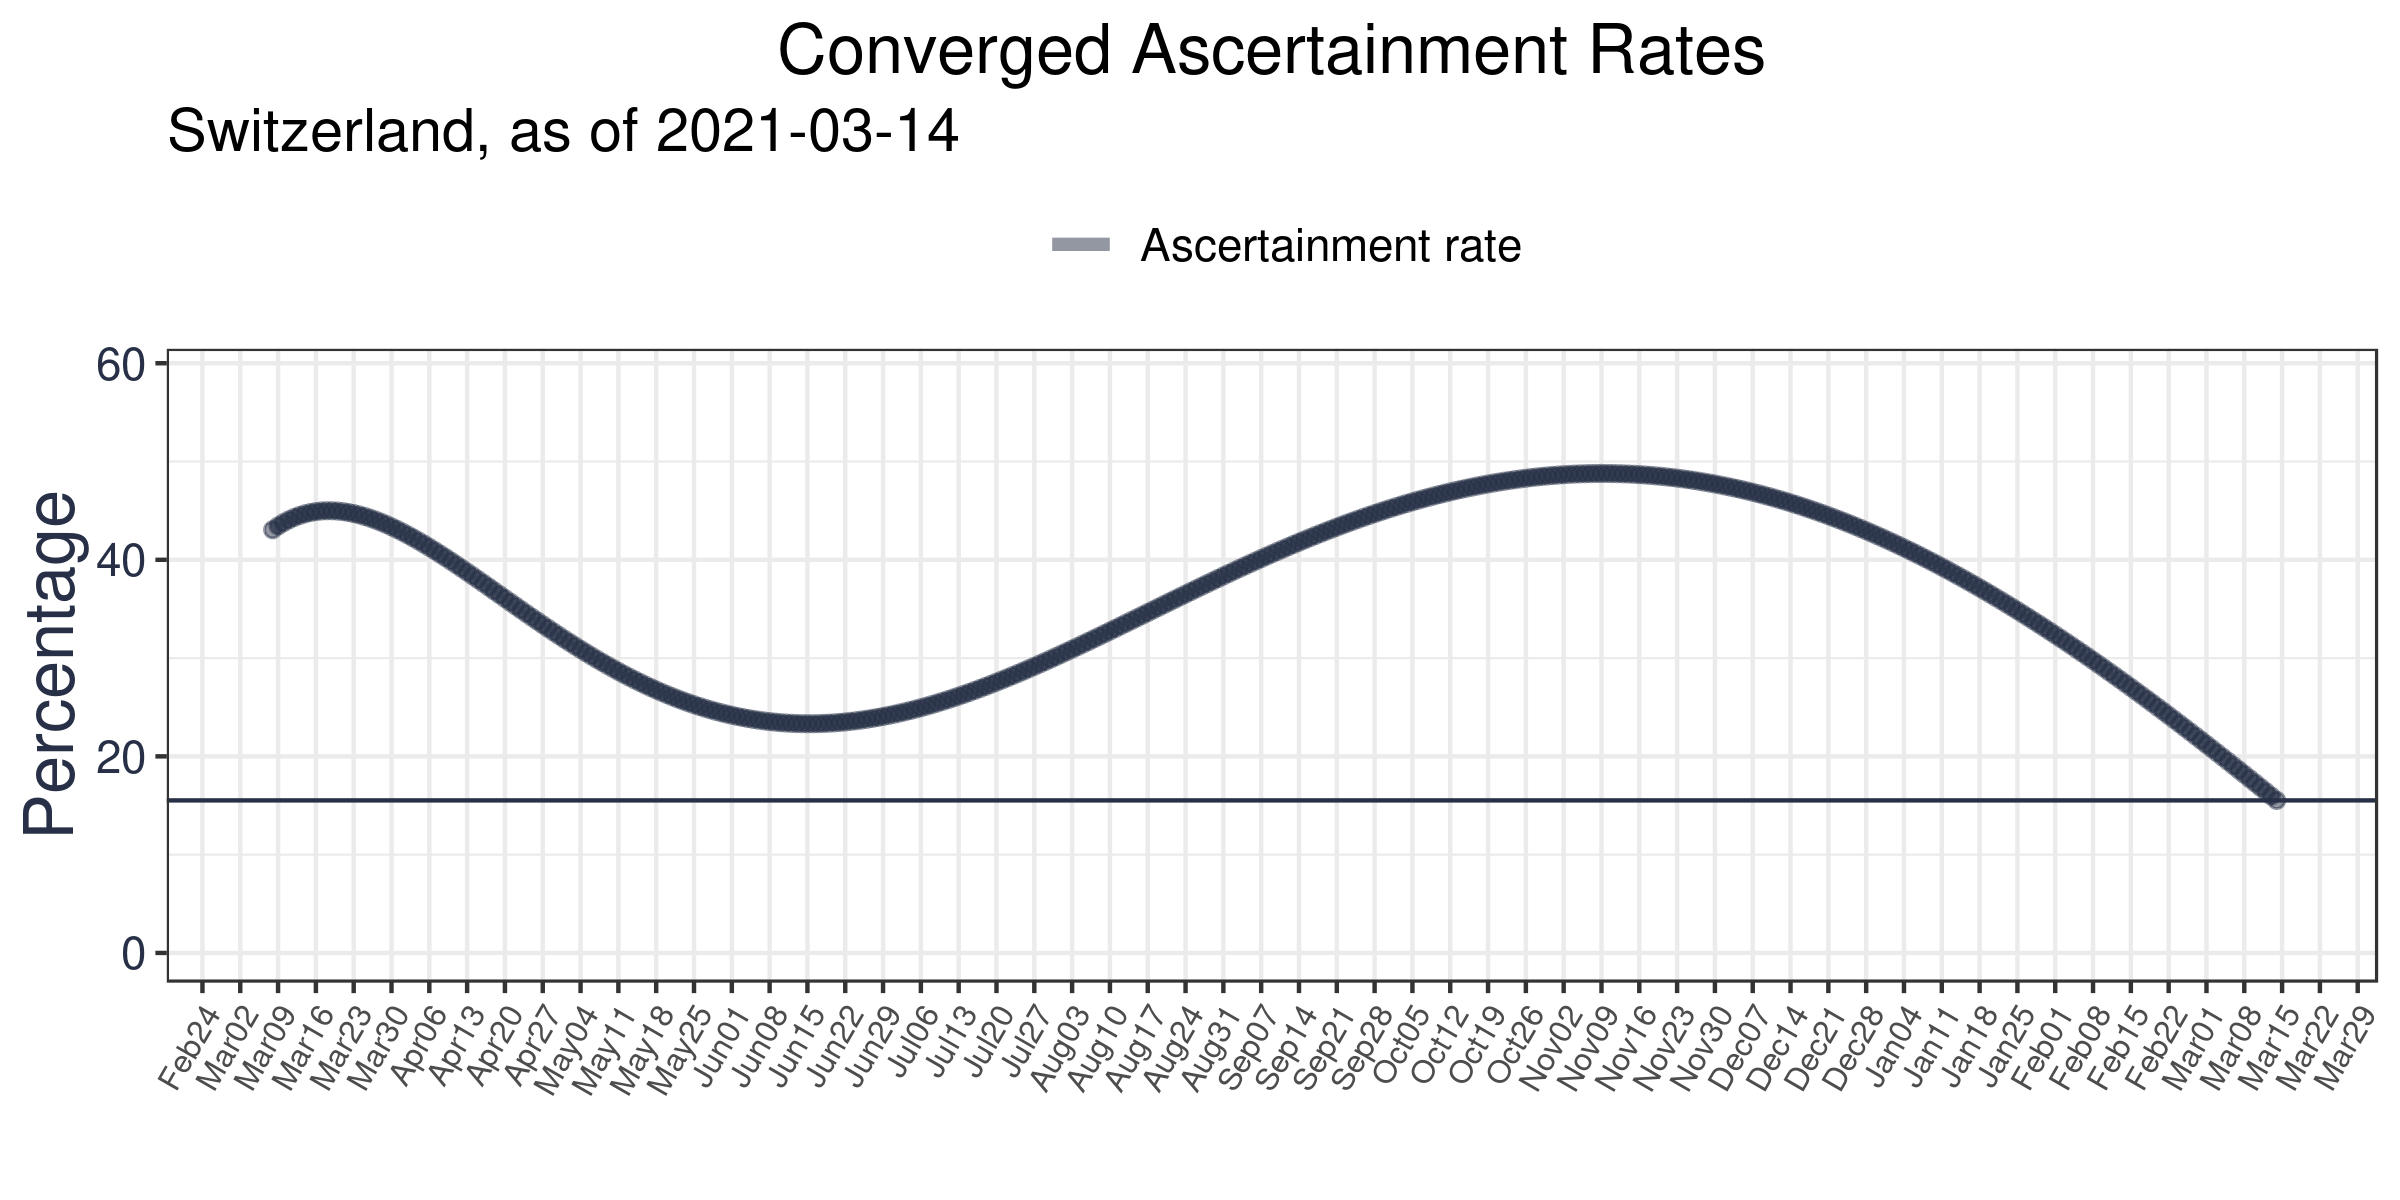 Converged Ascertainment Rates
Switzerland, as of 2021-03-14
Ascertainment rate
Percentage
60
40
20
0
Feb24 Mar02 Mar09 Mar16 Mar23 Mar30 Apr06 Apr13 Apr20 Apr27 May04 May11 May18 May25 Jun01 Jun08 Jun15 Jun22 Jun29 Jul06 Jul13 Jul20 Jul27 Aug03 Aug10 Aug17 Aug24 Aug31 Sep07 Sep14 Sep21 Sep28 Oct05 Oct12 Oct19 Oct26 Nov02 Nov09 Nov16 Nov23 Nov30 Dec07 Dec14 Dec21 Dec28 Jan04 Jan11 Jan18 Jan25 Feb01 Feb08 Feb15 Feb22 Mar01 Mar08 Mar15 Mar22 Mar29